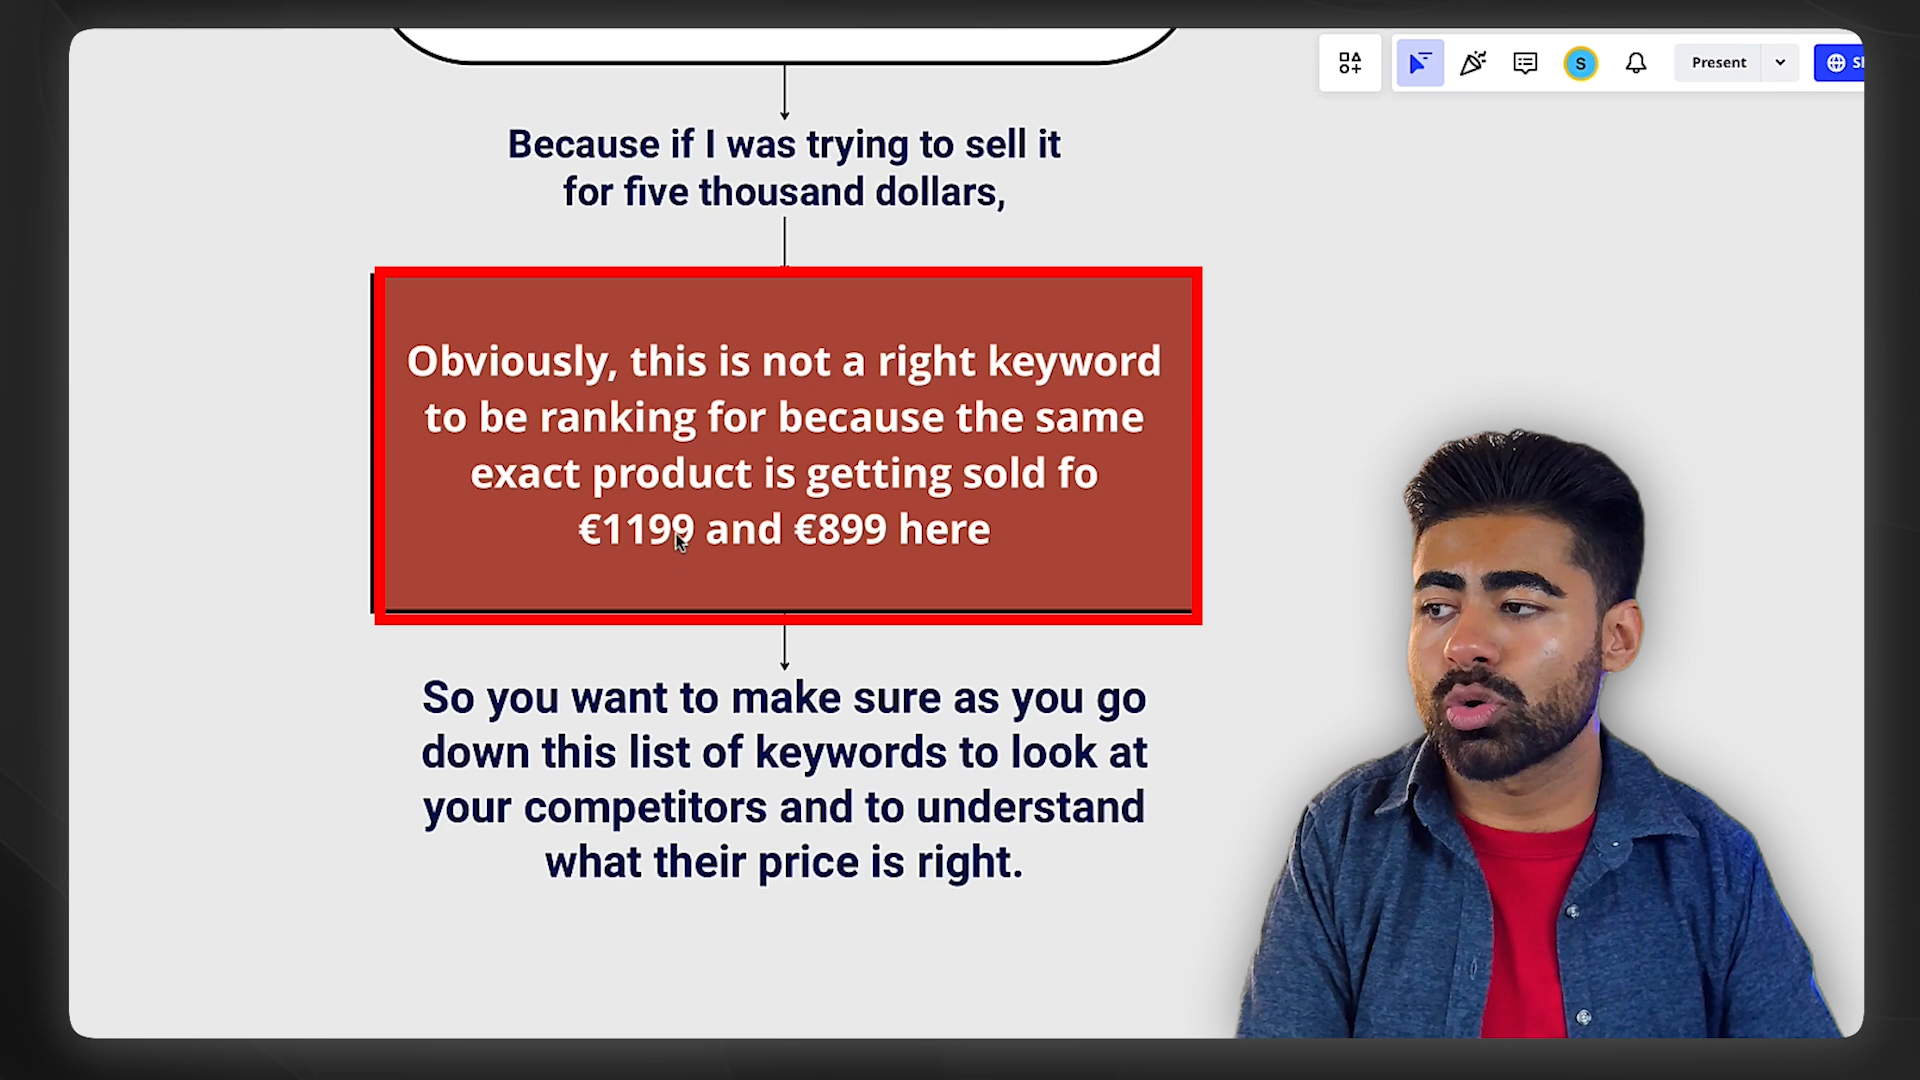 Present
S
Because if I was trying to sell it
for five thousand dollars,
Obviously, this is not a right keyword
to be ranking for because the same
exact product is getting sold fo
€1199 and €899 here
So you want to make sure as you go
down this list of keywords to look at
your competitors and to understand
what their price is right.